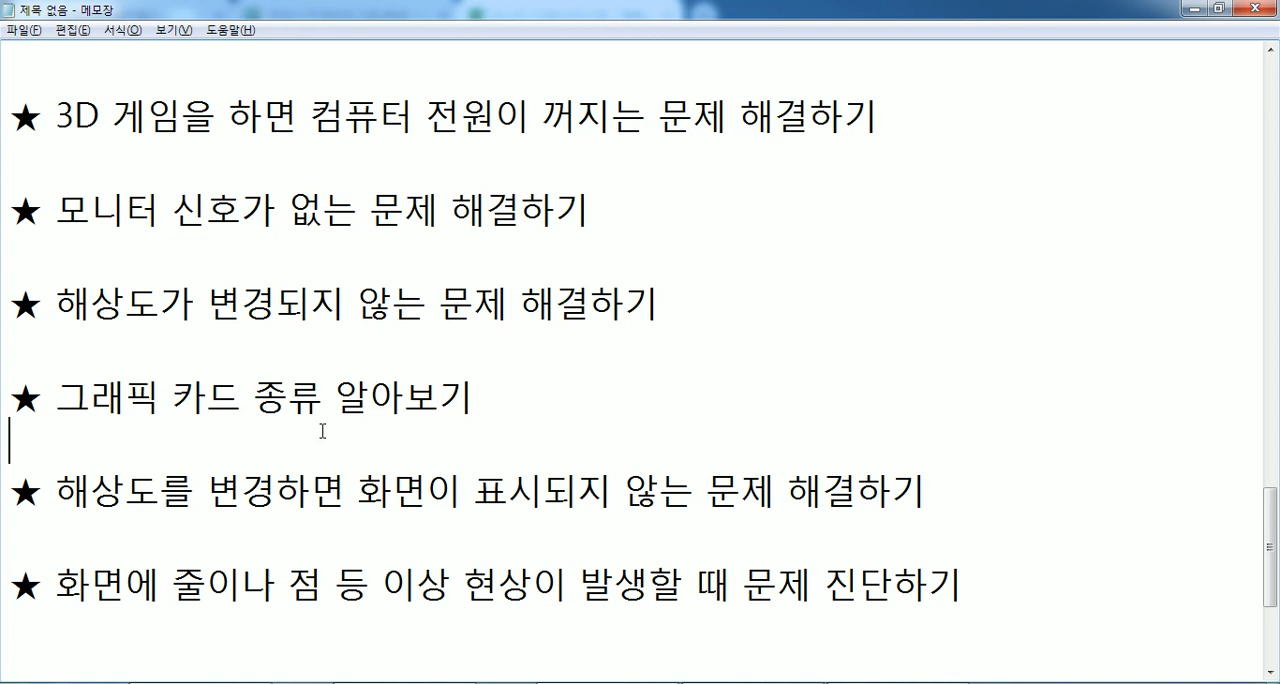 제목 없음 - 메모장
파일(F) 편집(E) 서식(O) 보기(V) 도움말(H)
★ 3D 게임을 하면 컴퓨터 전원이 꺼지는 문제 해결하기
★ 모니터 신호가 없는 문제 해결하기
★ 해상도가 변경되지 않는 문제 해결하기
★ 그래픽 카드 종류 알아보기
★ 해상도를 변경하면 화면이 표시되지 않는 문제 해결하기
★ 화면에 줄이나 점 등 이상 현상이 발생할 때 문제 진단하기